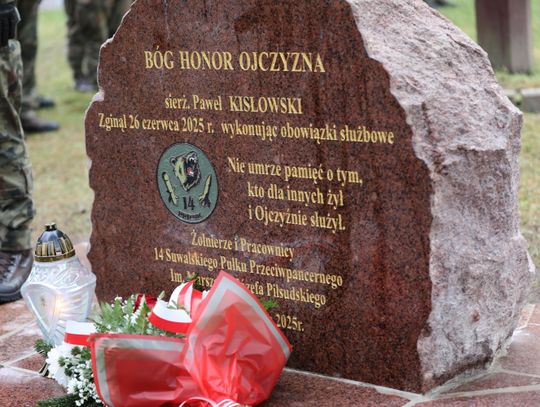 BÓG HONOR OJCZYZNA
sierż. Paweł KISŁOWSKI
Zginął 26 czerwca 2025 r. wykonując obowiązki służbowe
Nie umrze pamięć o tym,
kto dla innych żył
i Ojczyźnie służył.
14
Żołnierze i Pracownicy
14 Suwalskiego Pułku Przeciwpancernego
Im. Józefa Piłsudskiego
2025r.